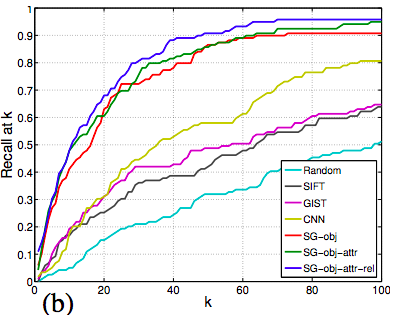 1
0.9
0.8
0.7
0.6
0.5
0.4
0.3
0.2
0.1
0
Recall at k
0 20 40 60 80 100
k
Random
SIFT
GIST
CNN
SG-obj
SG-obj-attr
SG-obj-attr-rel
(b)